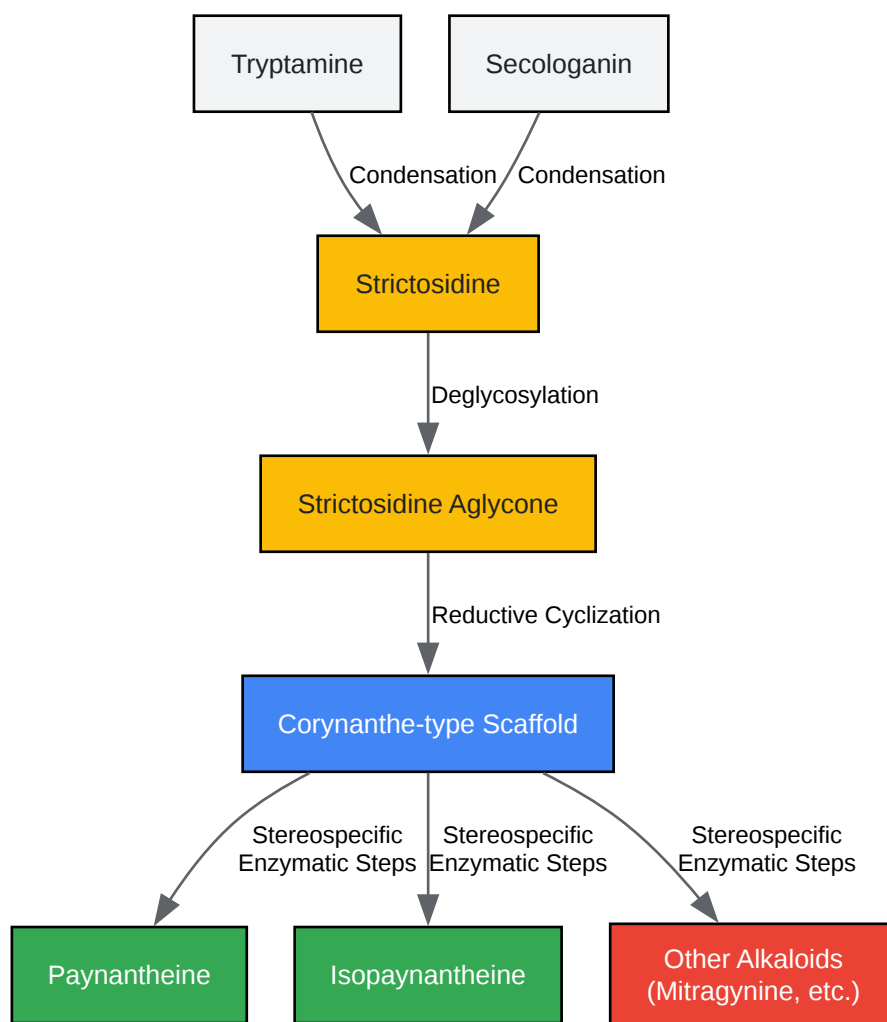 Tryptamine
Secologanin
Condensation
Condensation
Strictosidine
Deglycosylation
Strictosidine Aglycone
Reductive Cyclization
Corynanthe-type Scaffold
Stereospecific
Enzymatic Steps
Stereospecific
Enzymatic Steps
Stereospecific
Enzymatic Steps
Paynantheine
Isopaynantheine
Other Alkaloids
(Mitragynine, etc.)